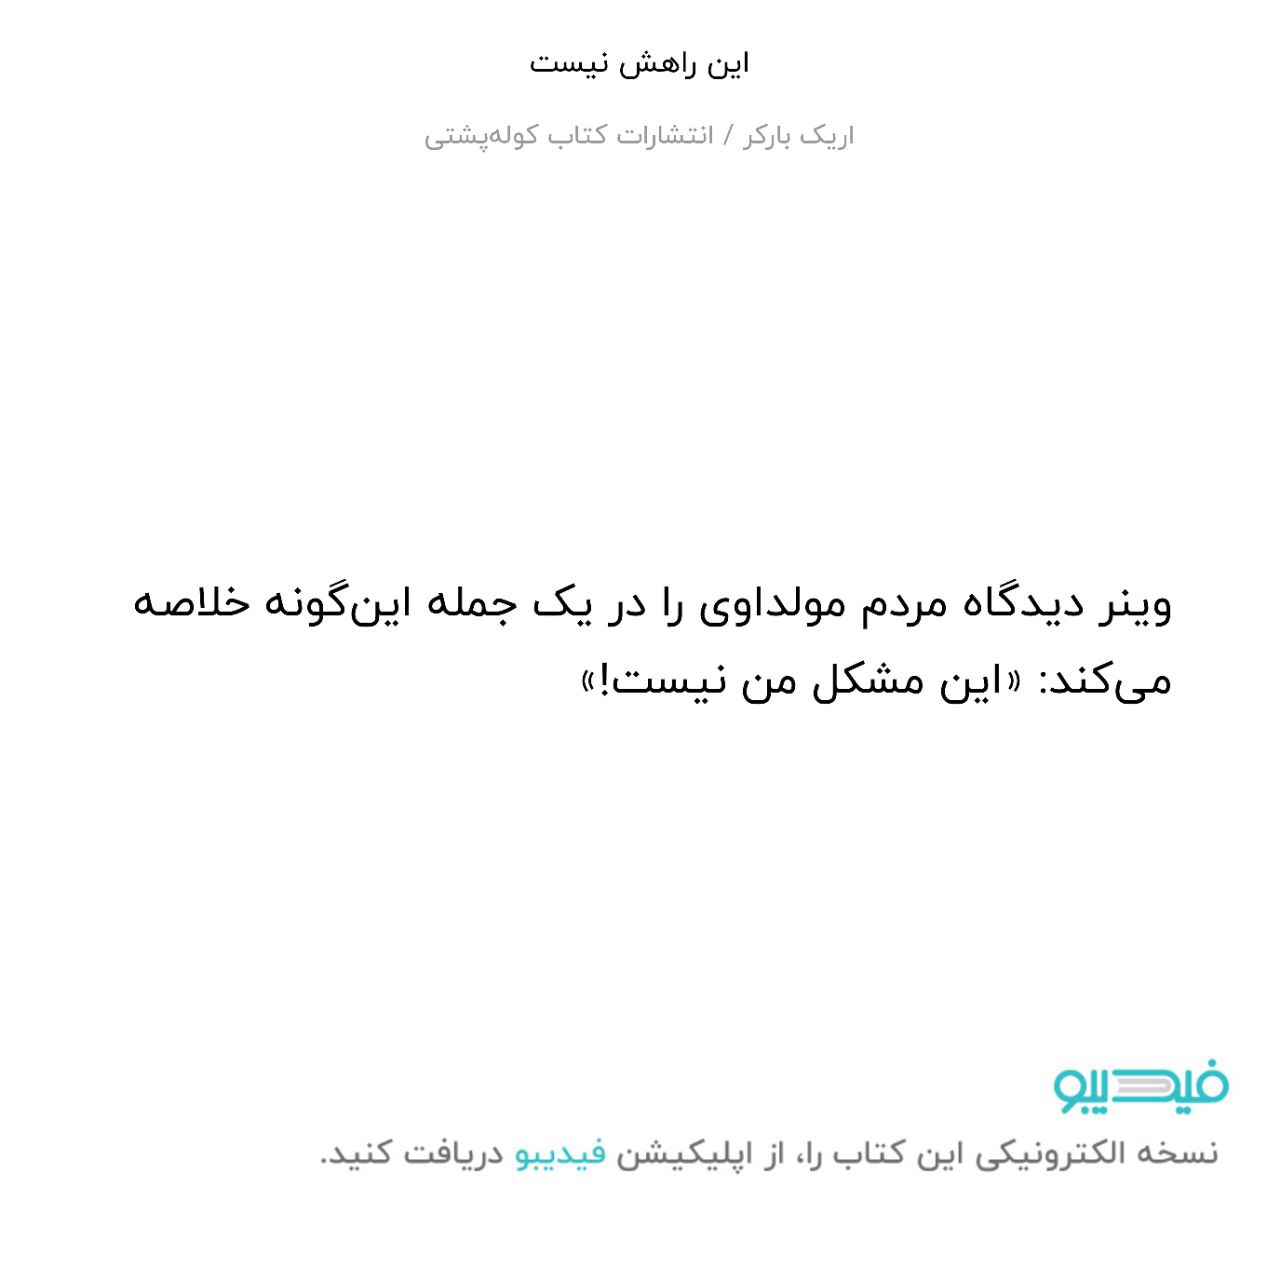 این راهش نیست
اریک بارکر / انتشارات کتاب کوله‌پشتی
وینر دیدگاه مردم مولداوی را در یک جمله این‌گونه خلاصه
می‌کند: «این مشکل من نیست!»
فیدیبو
نسخه الکترونیکی این کتاب را، از اپلیکیشن فیدیبو دریافت کنید.